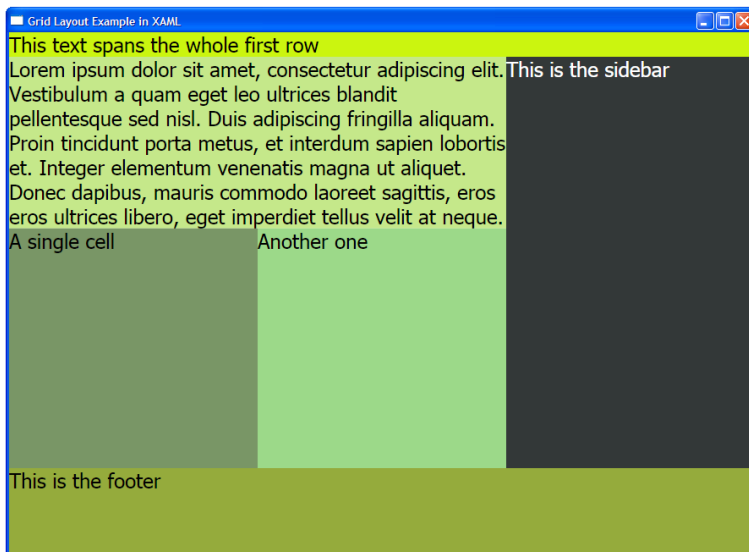 Grid Layout Example in XAML
This text spans the whole first row
Lorem ipsum dolor sit amet, consectetur adipiscing elit.
Vestibulum a quam eget leo ultrices blandit
pellentesque sed nisl. Duis adipiscing fringilla aliquam.
Proin tincidunt porta metus, et interdum sapien lobortis
et. Integer elementum venenatis magna ut aliquet.
Donec dapibus, mauris commodo laoreet sagittis, eros
eros ultrices libero, eget imperdiet tellus velit at neque.
This is the sidebar
A single cell
Another one
This is the footer